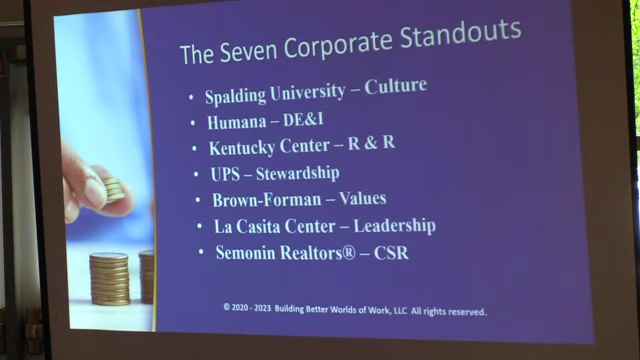 The Seven Corporate Standouts
• Spalding University – Culture
• Humana – DE&I
• Kentucky Center – R & R
• UPS – Stewardship
• Brown-Forman – Values
• La Casita Center – Leadership
• Semonin Realtors® – CSR
© 2020 - 2023 Building Better Worlds of Work, LLC All rights reserved.